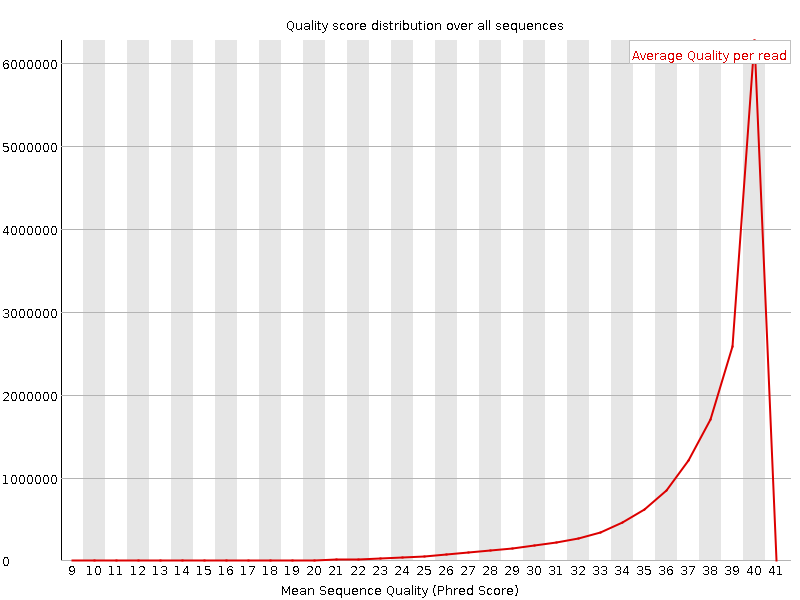 Quality score distribution over all sequences
Average Quality per read
6000000
5000000
4000000
3000000
2000000
1000000
0
9 10 11 12 13 14 15 16 17 18 19 20 21 22 23 24 25 26 27 28 29 30 31 32 33 34 35 36 37 38 39 40 41
Mean Sequence Quality (Phred Score)